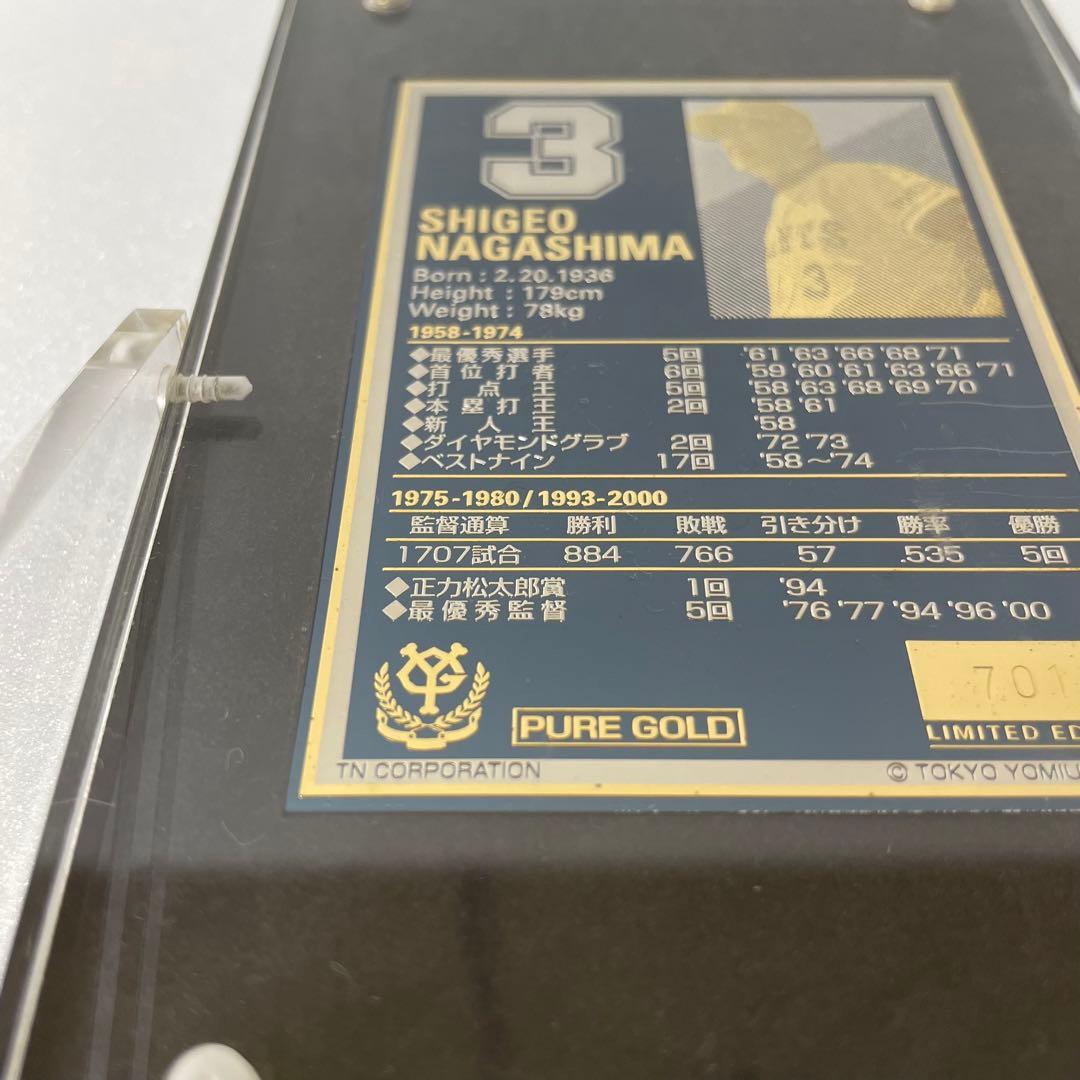 3
SHIGEO
NAGASHIMA
Born : 2.20.1936
Height : 179cm
Weight : 78kg
1958-1974
◆最優秀選手 5回 '61 '63 '66 '68 '71
◆首位打者 6回 '59 '60 '61 '63 '66 '71
◆打点王 5回 '58 '63 '68 '69 '70
◆本塁打王 2回 '58 '61
◆新人王 '58
◆ダイヤモンドグラブ 2回 '72 '73
◆ベストナイン 17回 '58～'74
3
1975-1980/1993-2000
監督通算 勝利 敗戦 引き分け 勝率 優勝
1707試合 884 766 57 .535 5回
◆正力松太郎賞 1回 '94
◆最優秀監督 5回 '76 '77 '94 '96 '00
YG
PURE GOLD
701
LIMITED
TN CORPORATION
© TOKYO